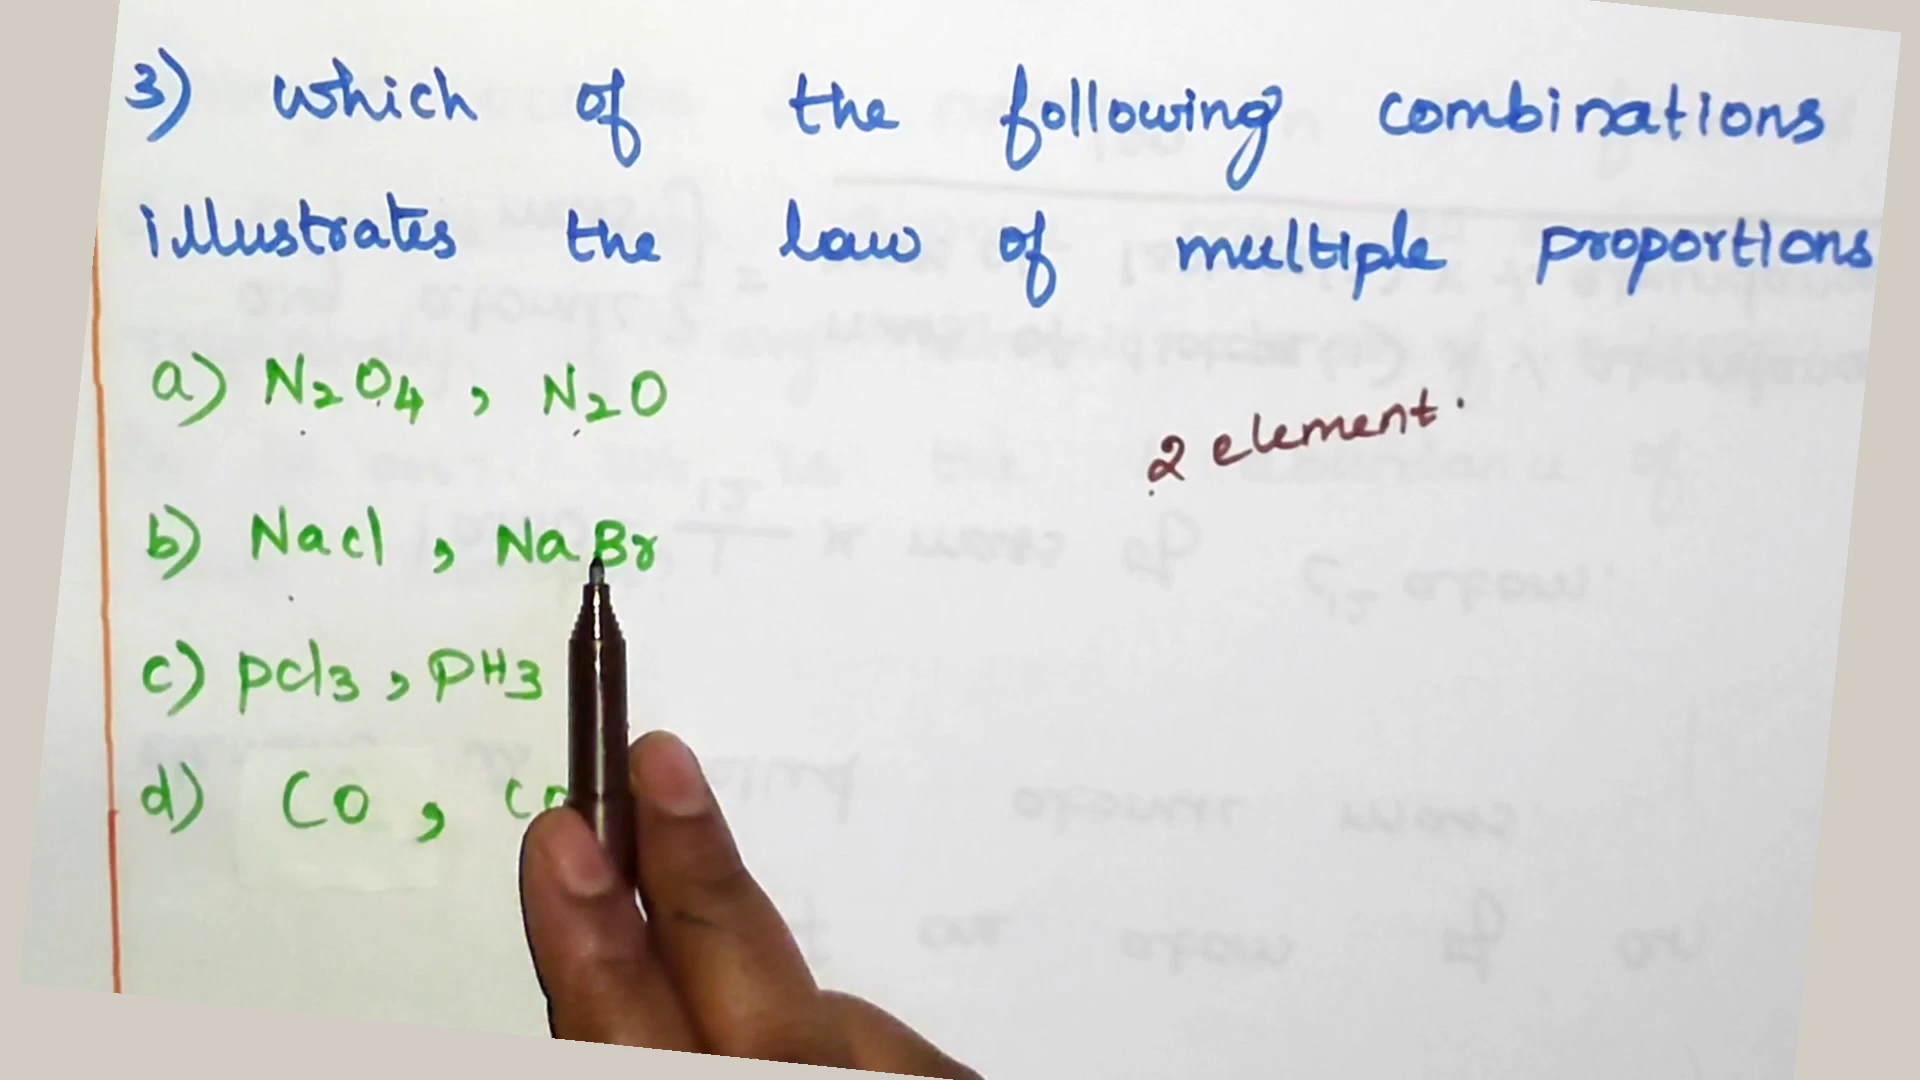 3) which of the following combinations
illustrates the law of multiple proportions
a) N2O4 , N2O
2 element.
b) Nacl , NaBr
c) pcl3 , PH3
d) CO ,